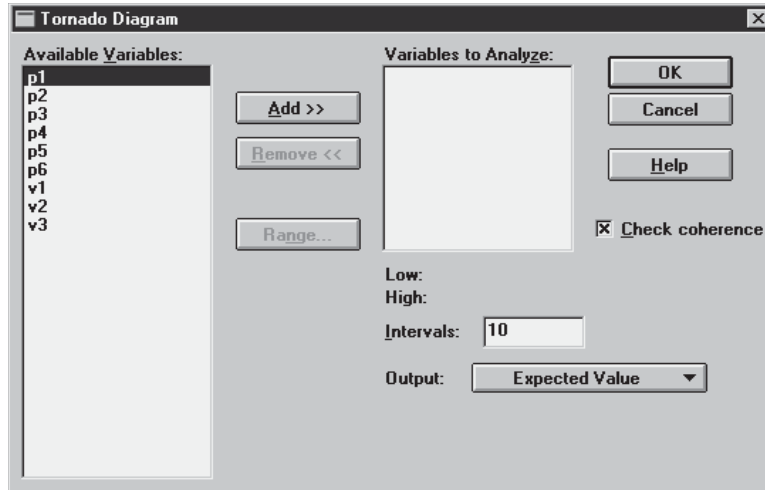 Tornado Diagram
Available Variables:
p1
p2
p3
p4
p5
p6
v1
v2
v3
Add >>
Remove <<
Range...
Variables to Analyze:
Low:
High:
Intervals: 10
Output: Expected Value
OK
Cancel
Help
Check coherence